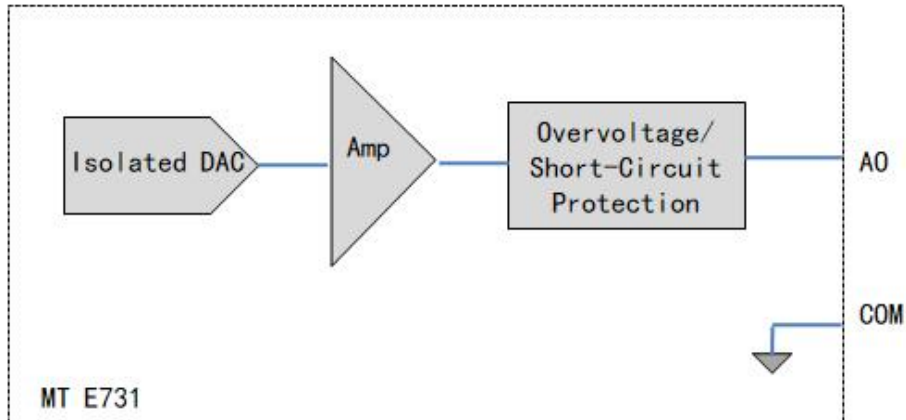 Isolated DAC
Amp
Overvoltage/
Short-Circuit
Protection
AO
COM
MT E731